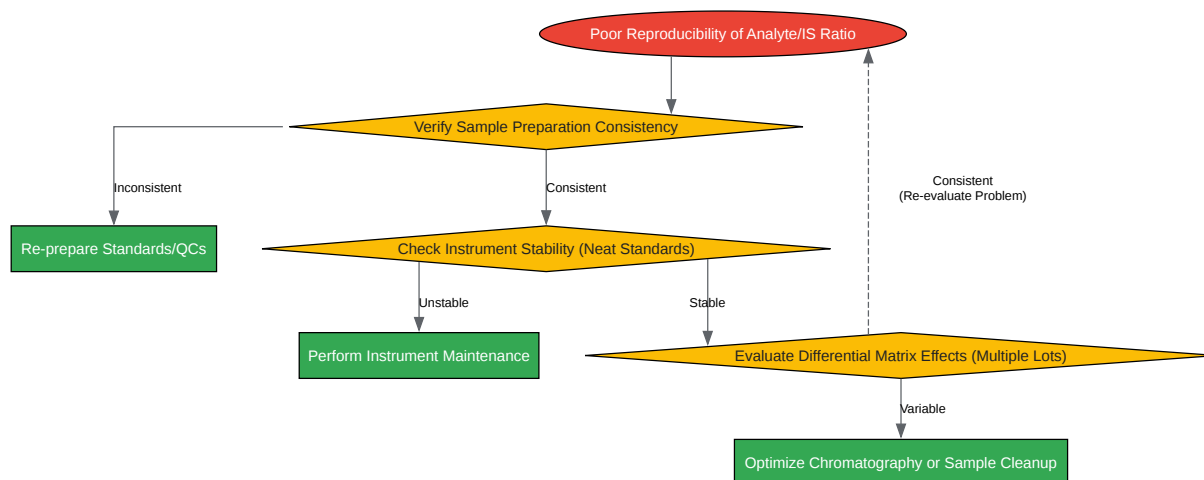 Poor Reproducibility of Analyte/IS Ratio
Verify Sample Preparation Consistency
Inconsistent
Consistent
Consistent
(Re-evaluate Problem)
Re-prepare Standards/QCs
Check Instrument Stability (Neat Standards)
Unstable
Stable
Perform Instrument Maintenance
Evaluate Differential Matrix Effects (Multiple Lots)
Variable
Optimize Chromatography or Sample Cleanup